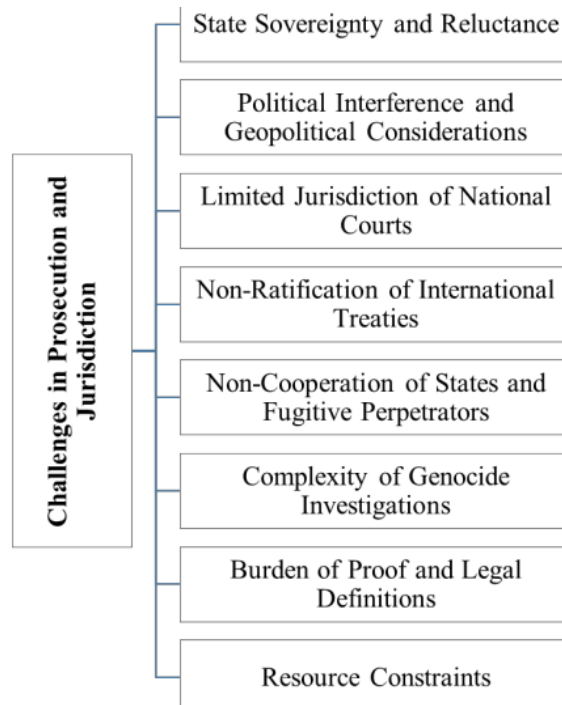 Challenges in Prosecution and
Jurisdiction
State Sovereignty and Reluctance
Political Interference and
Geopolitical Considerations
Limited Jurisdiction of National
Courts
Non-Ratification of International
Treaties
Non-Cooperation of States and
Fugitive Perpetrators
Complexity of Genocide
Investigations
Burden of Proof and Legal
Definitions
Resource Constraints